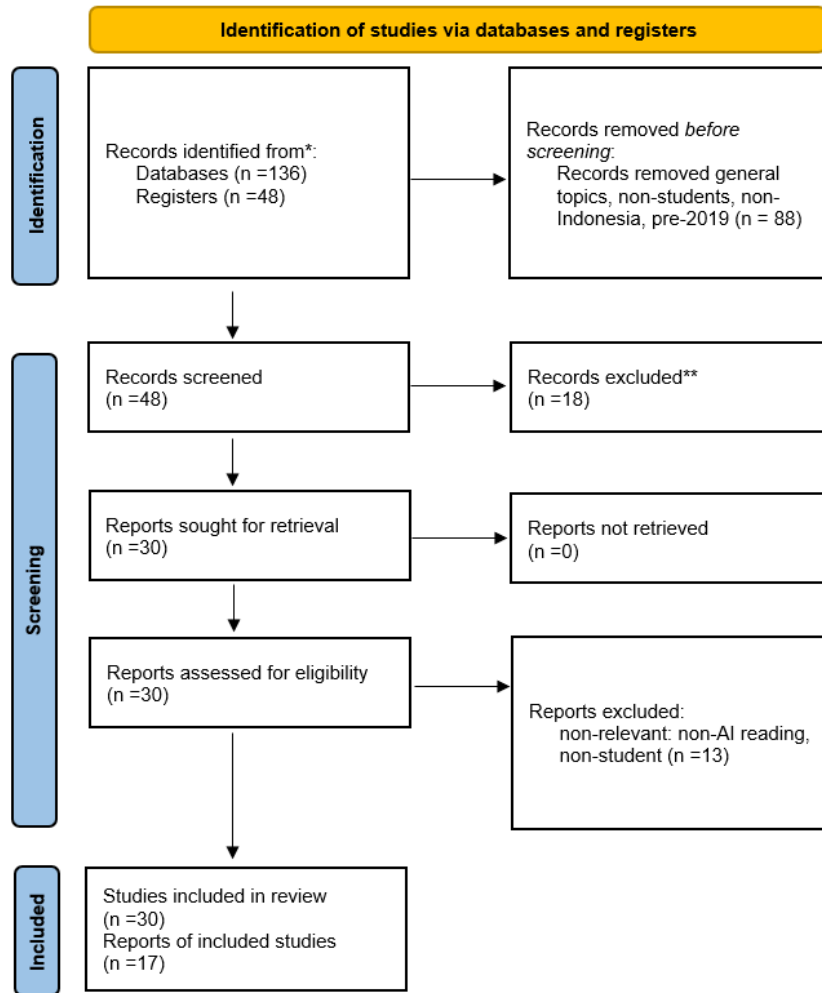 Identification of studies via databases and registers
Identification
Records identified from*:
Databases (n =136)
Registers (n =48)
Records removed before
screening:
Records removed general
topics, non-students, non-
Indonesia, pre-2019 (n = 88)
Screening
Records screened
(n =48)
Records excluded**
(n =18)
Reports sought for retrieval
(n =30)
Reports not retrieved
(n =0)
Reports assessed for eligibility
(n =30)
Reports excluded:
non-relevant: non-AI reading,
non-student (n =13)
Included
Studies included in review
(n =30)
Reports of included studies
(n =17)